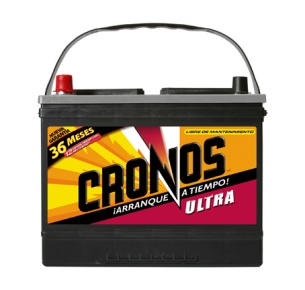 36 MESES
LIBRE DE MANTENIMIENTO
CRONOS
¡ARRANQUE A TIEMPO!
ULTRA